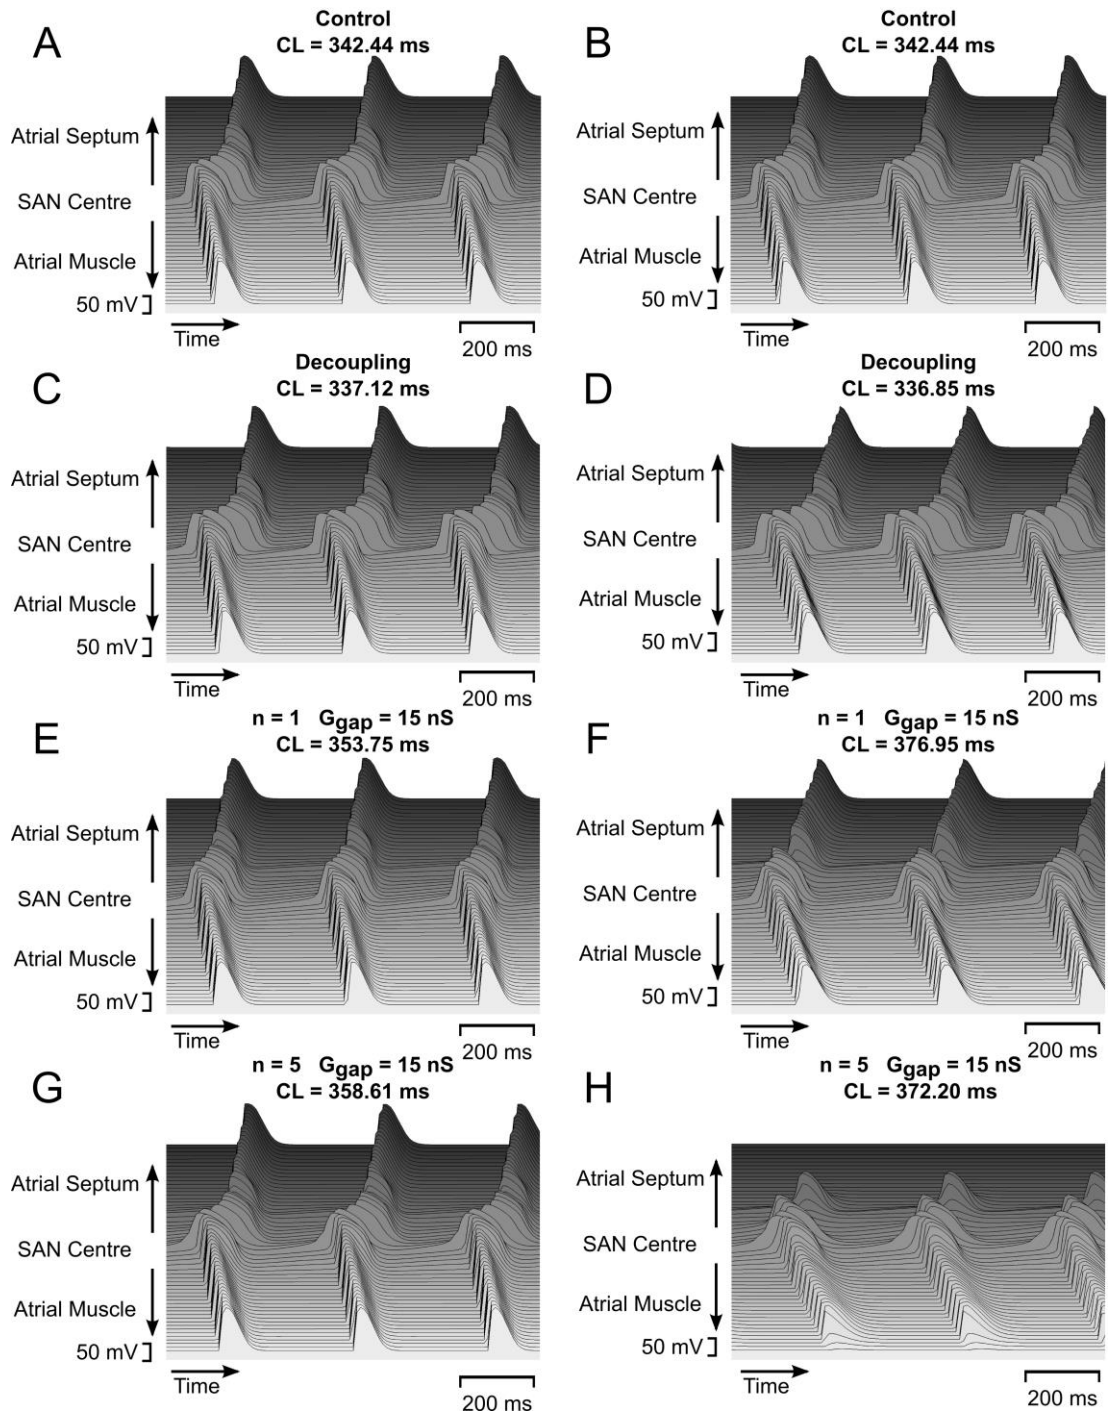 A
Control
CL = 342.44 ms
Atrial Septum
SAN Centre
Atrial Muscle
50 mV
Time
200 ms
B
Control
CL = 342.44 ms
Atrial Septum
SAN Centre
Atrial Muscle
50 mV
Time
200 ms
C
Decoupling
CL = 337.12 ms
Atrial Septum
SAN Centre
Atrial Muscle
50 mV
Time
200 ms
D
Decoupling
CL = 336.85 ms
Atrial Septum
SAN Centre
Atrial Muscle
50 mV
Time
200 ms
E
n = 1 Ggap = 15 nS
CL = 353.75 ms
Atrial Septum
SAN Centre
Atrial Muscle
50 mV
Time
200 ms
F
n = 1 Ggap = 15 nS
CL = 376.95 ms
Atrial Septum
SAN Centre
Atrial Muscle
50 mV
Time
200 ms
G
n = 5 Ggap = 15 nS
CL = 358.61 ms
Atrial Septum
SAN Centre
Atrial Muscle
50 mV
Time
200 ms
H
n = 5 Ggap = 15 nS
CL = 372.20 ms
Atrial Septum
SAN Centre
Atrial Muscle
50 mV
Time
200 ms